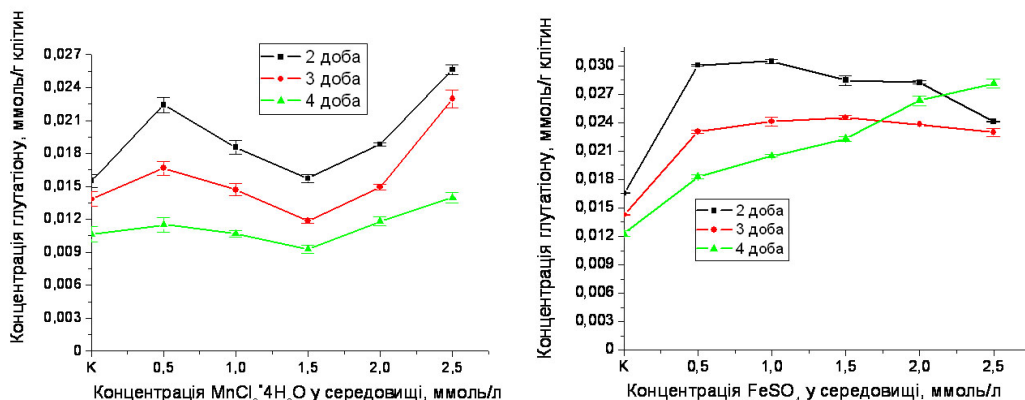 Концентрація глутатіону, ммоль/г клітин
0,027
0,024
0,021
0,018
0,015
0,012
0,009
0,006
0,003
0
2 доба
3 доба
4 доба
К 0,5 1,0 1,5 2,0 2,5
Концентрація MnCl2*4H2O у середовищі, ммоль/л
Концентрація глутатіону, ммоль/г клітин
0,030
0,027
0,024
0,021
0,018
0,015
0,012
0,009
0,006
0,003
0
2 доба
3 доба
4 доба
К 0,5 1,0 1,5 2,0 2,5
Концентрація FeSO4 у середовищі, ммоль/л